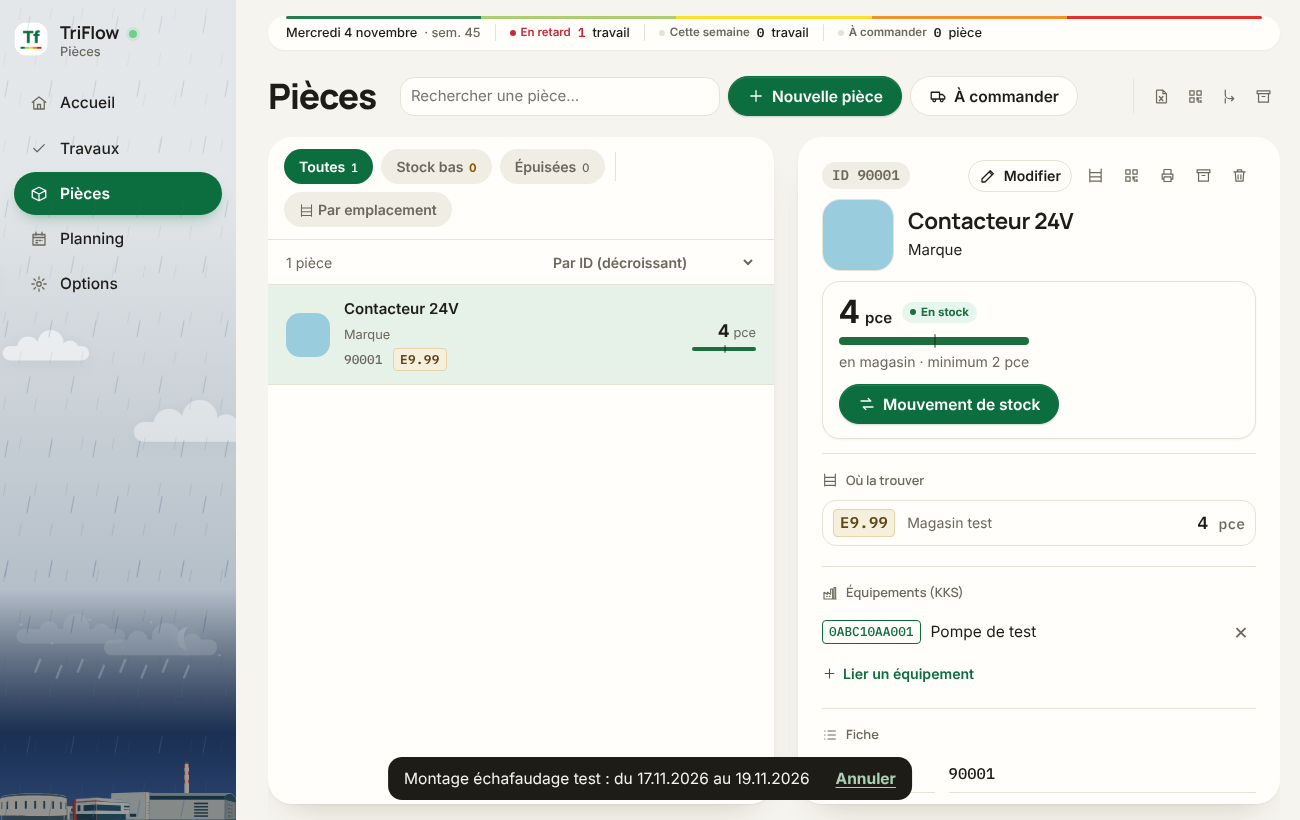 Tf
TriFlow
Pièces
Accueil
Travaux
Pièces
Planning
Options
Mercredi 4 novembre · sem. 45
En retard 1 travail
Cette semaine 0 travail
À commander 0 pièce
Pièces
Rechercher une pièce...
+ Nouvelle pièce
À commander
Toutes 1
Stock bas 0
Épuisées 0
Par emplacement
1 pièce
Par ID (décroissant)
Contacteur 24V
Marque
90001 E9.99
4 pce
ID 90001
Modifier
Contacteur 24V
Marque
4 pce
En stock
en magasin · minimum 2 pce
Mouvement de stock
Où la trouver
E9.99 Magasin test 4 pce
Équipements (KKS)
0ABC10AA001 Pompe de test
+ Lier un équipement
Fiche
90001
Montage échafaudage test : du 17.11.2026 au 19.11.2026 Annuler